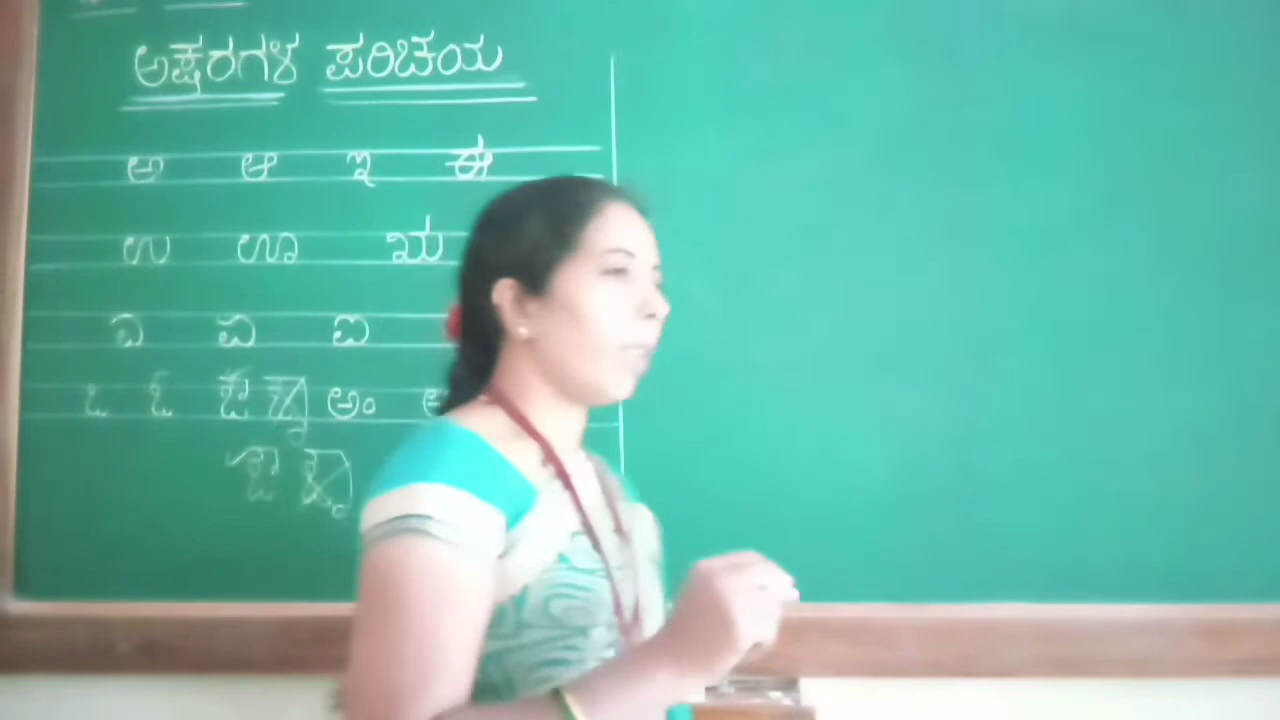 ಅಕ್ಷರಗಳ ಪರಿಚಯ
ಅ ಆ ಇ ಈ
ಉ ಊ ಋ
ಎ ಏ ಐ
ಒ ಓ ಔ ಅಂ